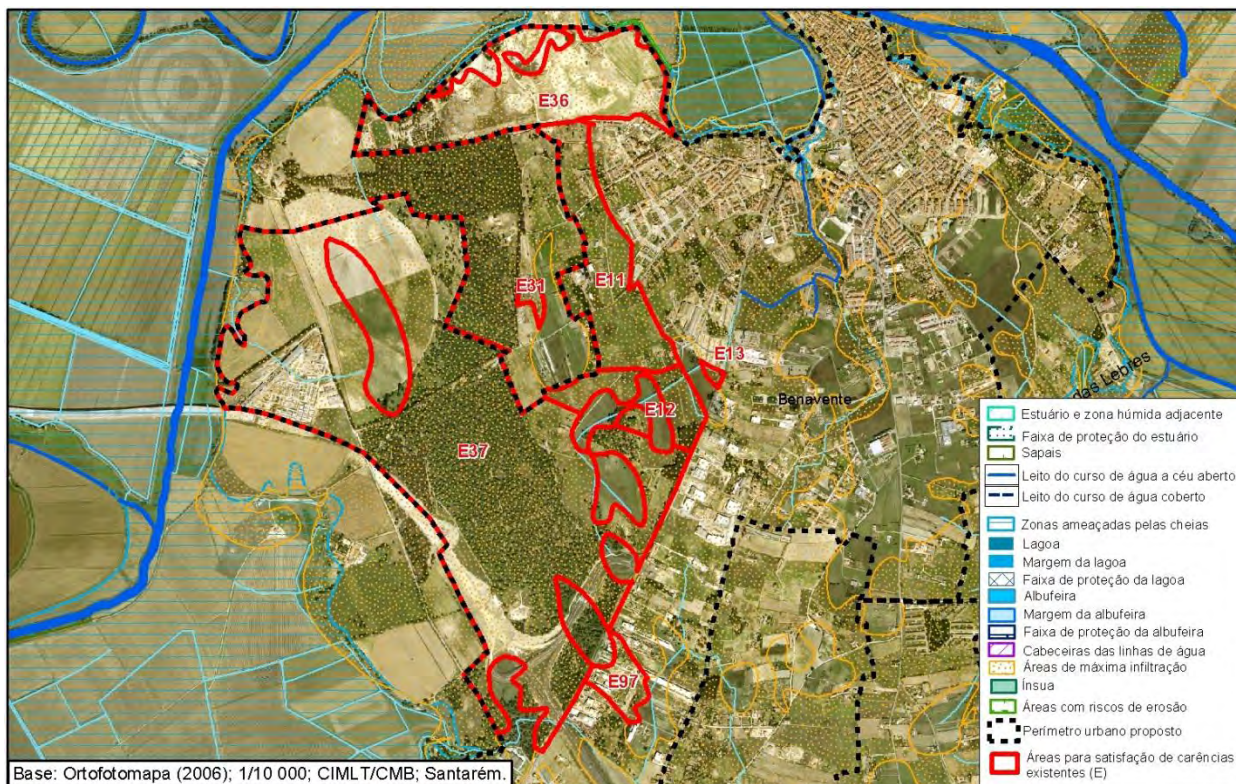 E36
E11
E31
E13
E12
Benavente
das Lebres
E37
E97
Estuário e zona húmida adjacente
Faixa de proteção do estuário
Sapais
Leito do curso de água a céu aberto
Leito do curso de água coberto
Zonas ameaçadas pelas cheias
Lagoa
Margem da lagoa
Faixa de proteção da lagoa
Albufeira
Margem da albufeira
Faixa de proteção da albufeira
Cabeceiras das linhas de água
Áreas de máxima infiltração
Ínsua
Áreas com riscos de erosão
Perímetro urbano proposto
Áreas para satisfação de carências
existentes (E)
Base: Ortofotomapa (2006); 1/10 000; CIMLT/CMB; Santarém.